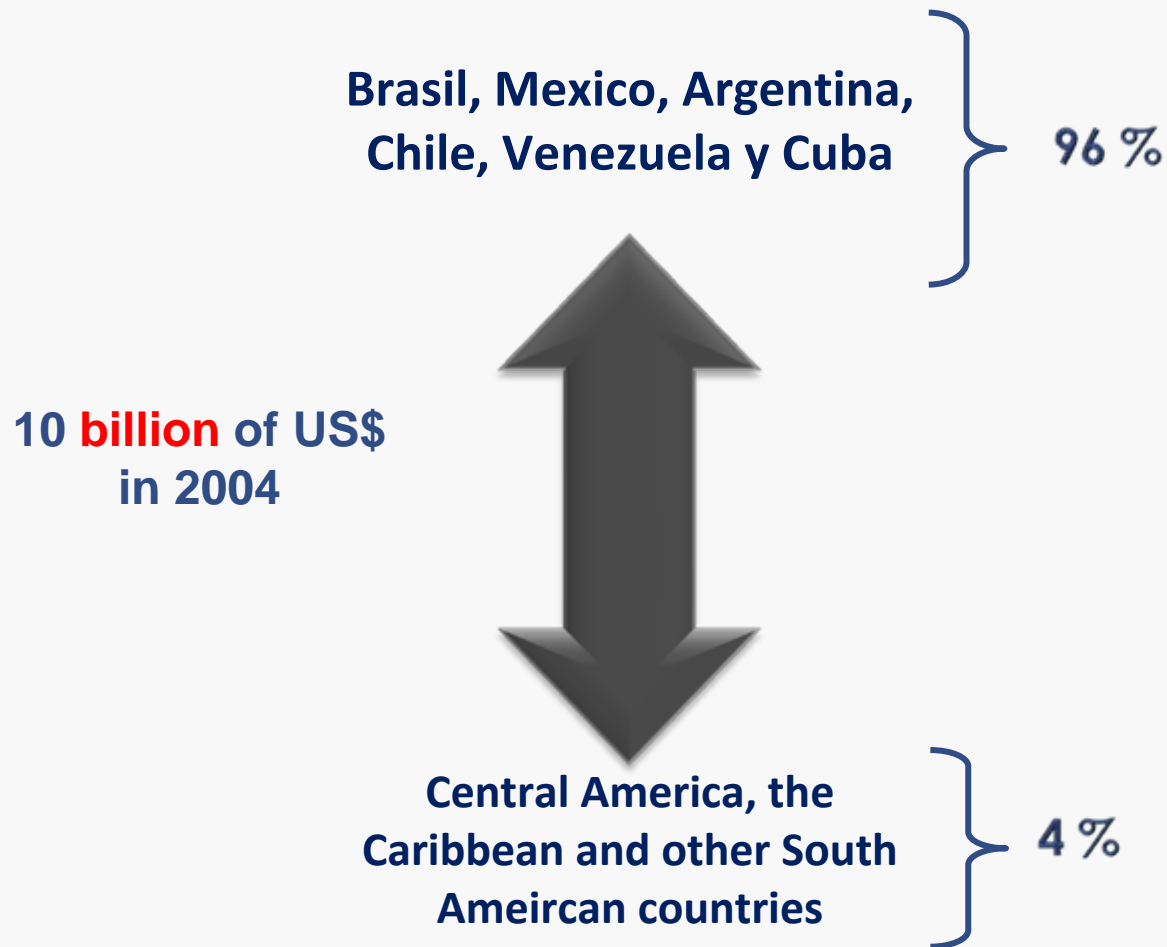 Brasil, Mexico, Argentina,
Chile, Venezuela y Cuba
96 %
10 billion of US$
in 2004
Central America, the
Caribbean and other South
Ameircan countries
4 %